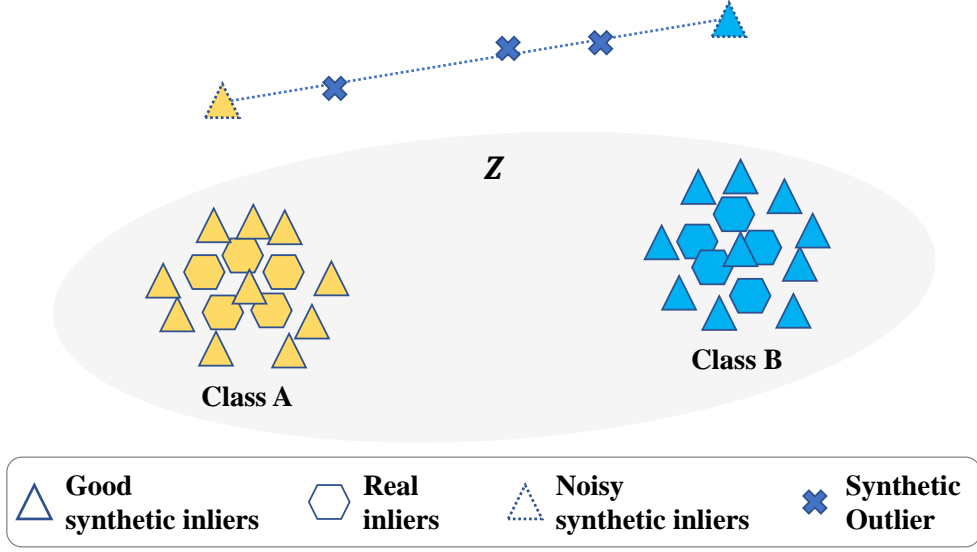 Z
Class A
Class B
Good
synthetic inliers
Real
inliers
Noisy
synthetic inliers
Synthetic
Outlier